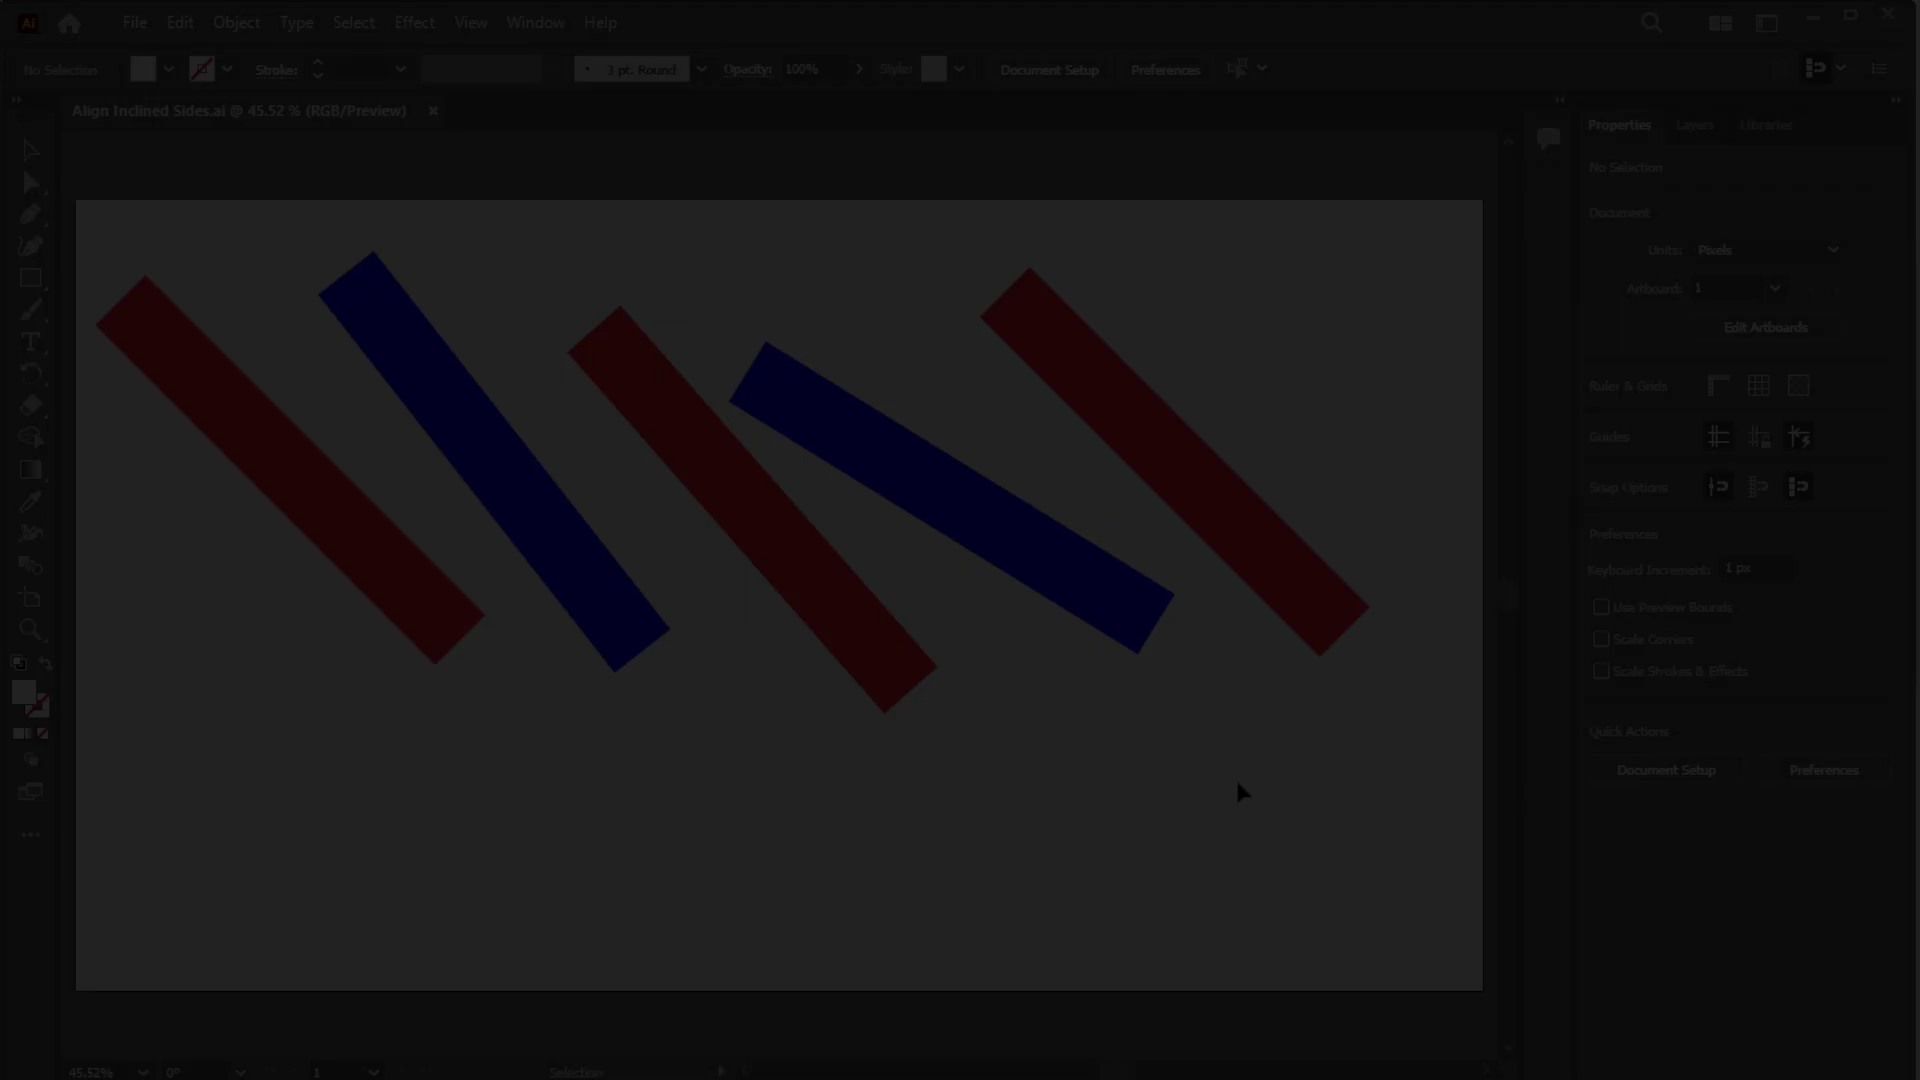 Ai File Edit Object Type Select Effect View Window Help
No Selection Stroke: 3 pt. Round Opacity: 100% Style: Document Setup Preferences
Align Inclined Sides.ai @ 45.52 % (RGB/Preview)
Properties Layers Libraries
No Selection
Document
Units: Pixels
Artboard: 1
Edit Artboards
Ruler & Grids
Guides
Snap Options
Preferences
Keyboard Increment: 1 px
Use Preview Bounds
Scale Corners
Scale Strokes & Effects
Quick Actions
Document Setup Preferences
45.52% 0° 1 Selection